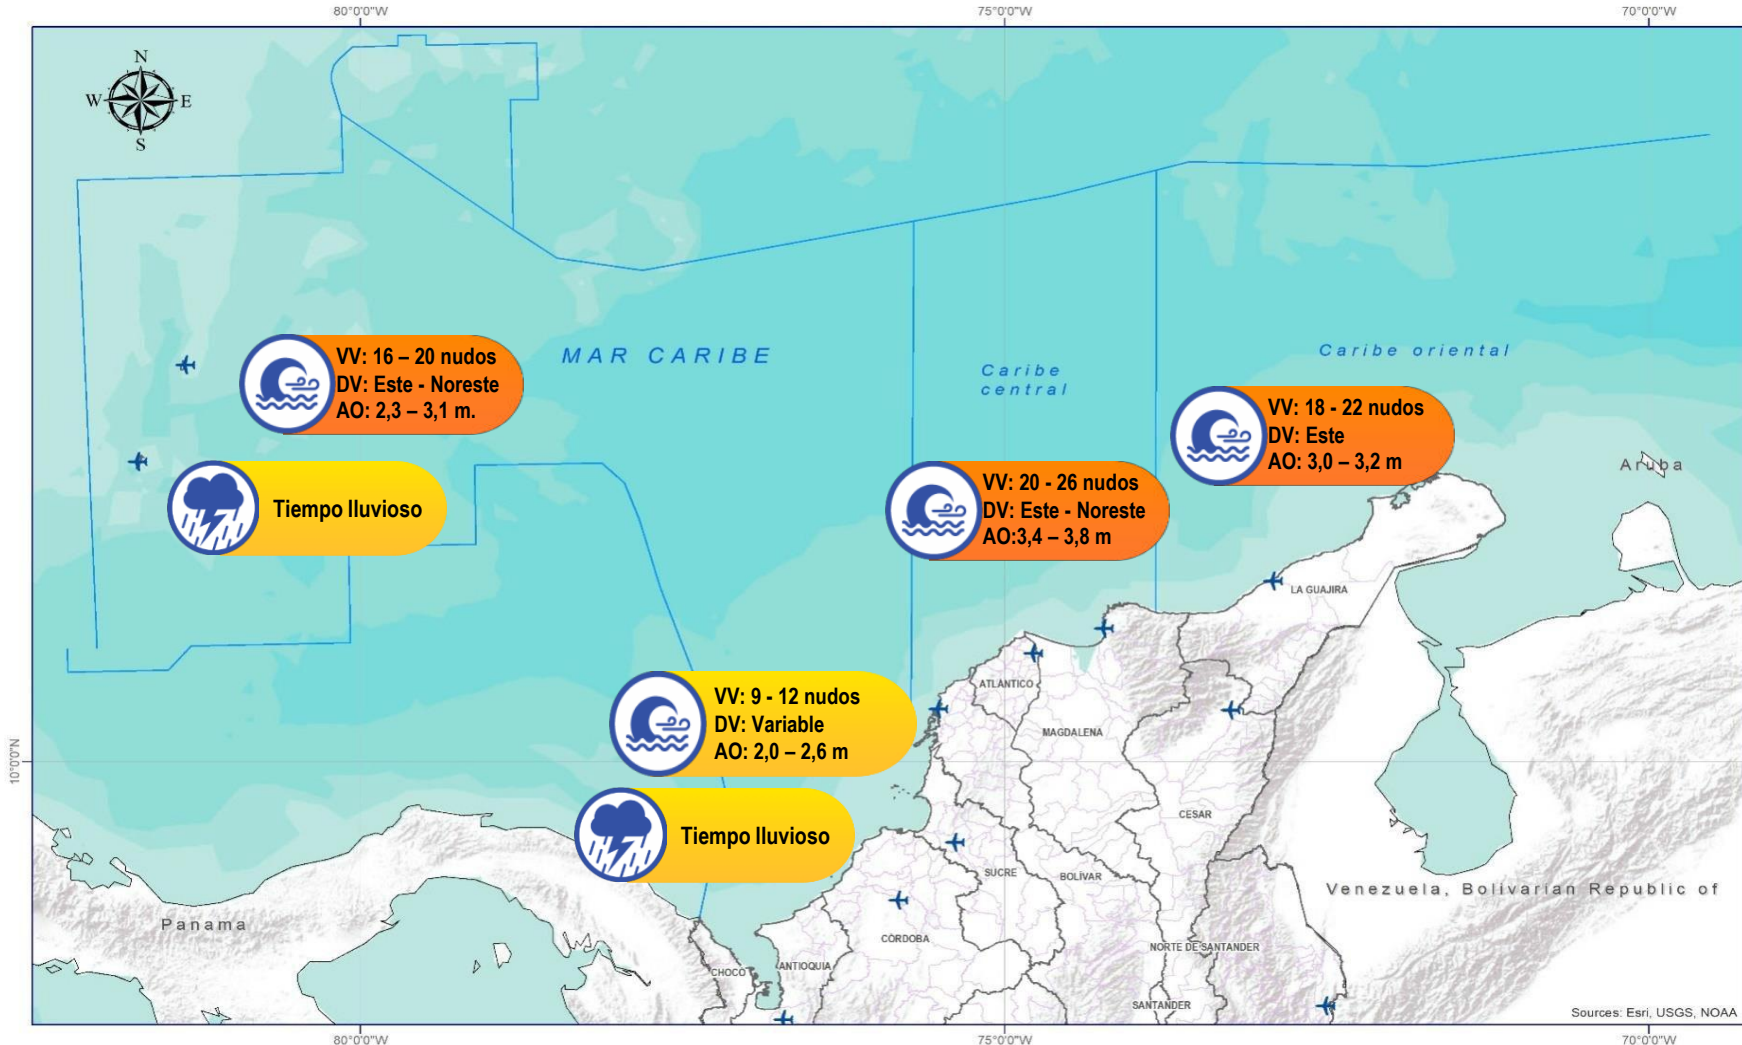 80°0'0"W
75°0'0"W
70°0'0"W
N
W
E
S
MAR CARIBE
Caribe
central
Caribe oriental
VV: 16 – 20 nudos
DV: Este - Noreste
AO: 2,3 – 3,1 m.
VV: 18 - 22 nudos
DV: Este
AO: 3,0 – 3,2 m
Aruba
Tiempo lluvioso
VV: 20 - 26 nudos
DV: Este - Noreste
AO:3,4 – 3,8 m
LA GUAJIRA
ATLÁNTICO
VV: 9 - 12 nudos
DV: Variable
AO: 2,0 – 2,6 m
MAGDALENA
10°0'0"N
CESAR
Tiempo lluvioso
SUCRE
BOLÍVAR
Venezuela, Bolivarian Republic of
Panama
CÓRDOBA
NORTE DE SANTANDER
CHOCO
ANTIOQUIA
SANTANDER
Sources: Esri, USGS, NOAA
80°0'0"W
75°0'0"W
70°0'0"W